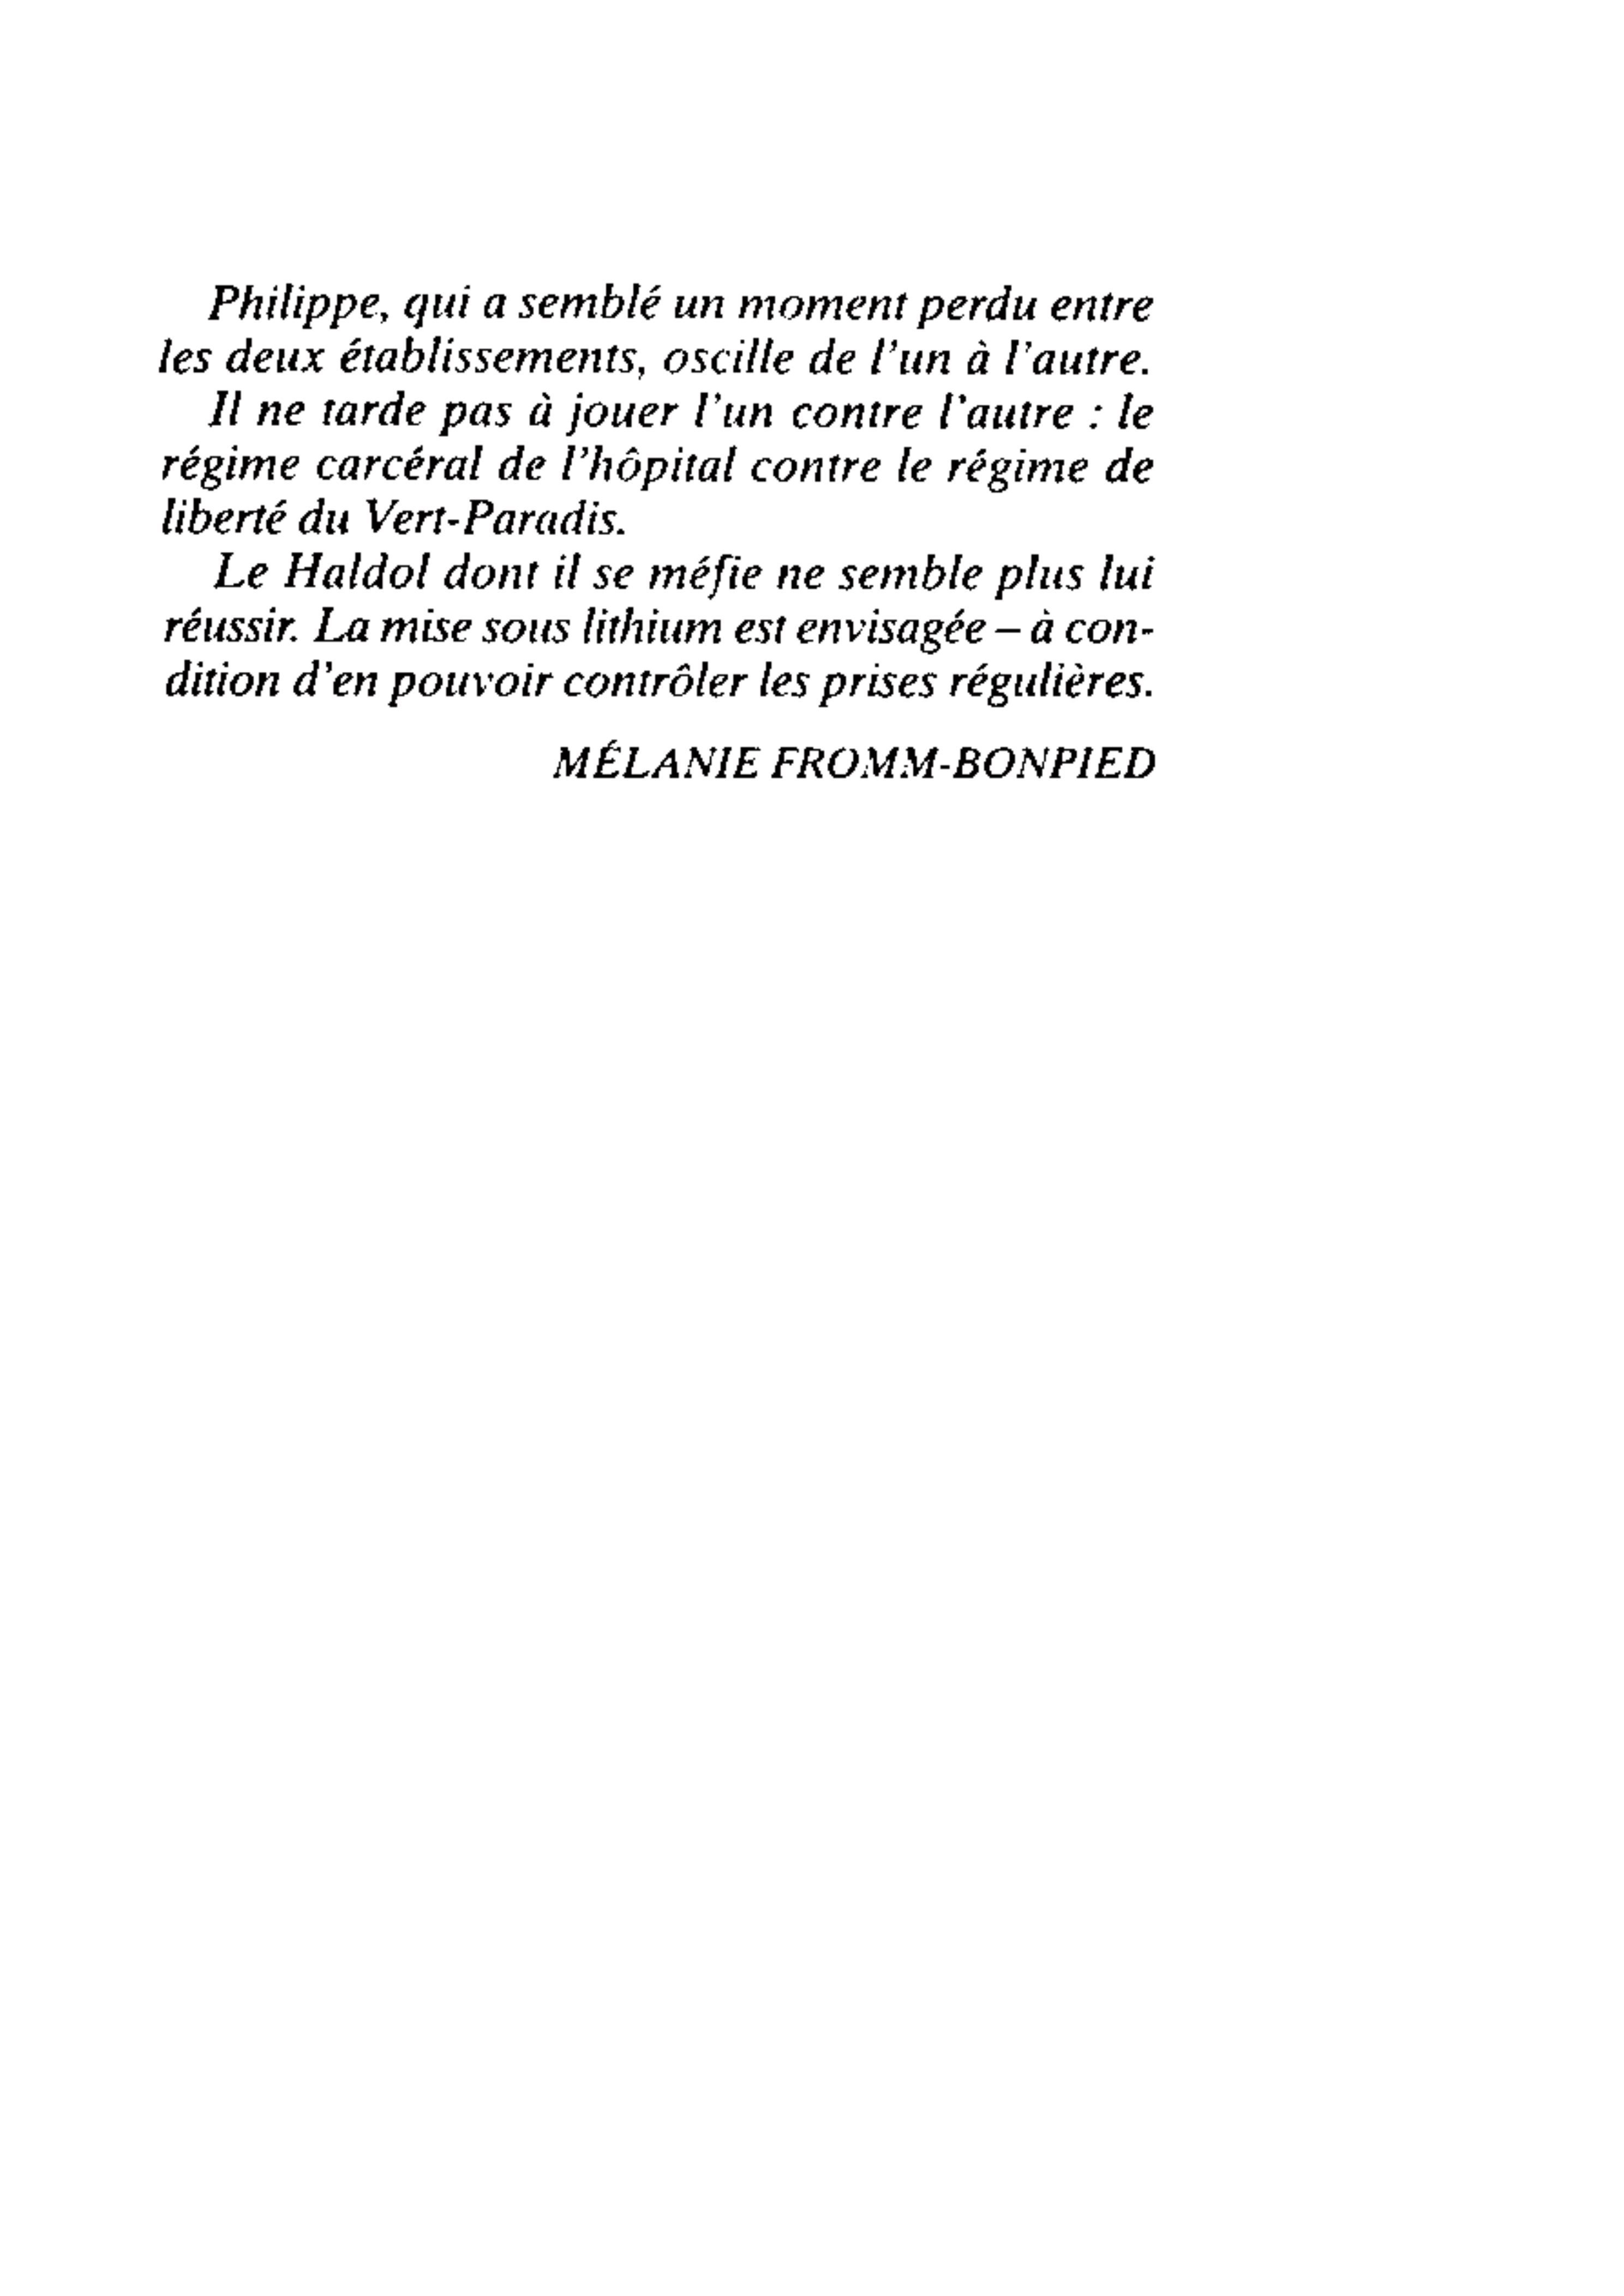 Philippe, qui a semblé un moment perdu entre
les deux établissements, oscille de l'un à l'autre.
Il ne tarde pas à jouer l'un contre l'autre : le
régime carcéral de l'hôpital contre le régime de
liberté du Vert-Paradis.
Le Haldol dont il se méfie ne semble plus lui
réussir. La mise sous lithium est envisagée – à con-
dition d'en pouvoir contrôler les prises régulières.
MÉLANIE FROMM-BONPIED